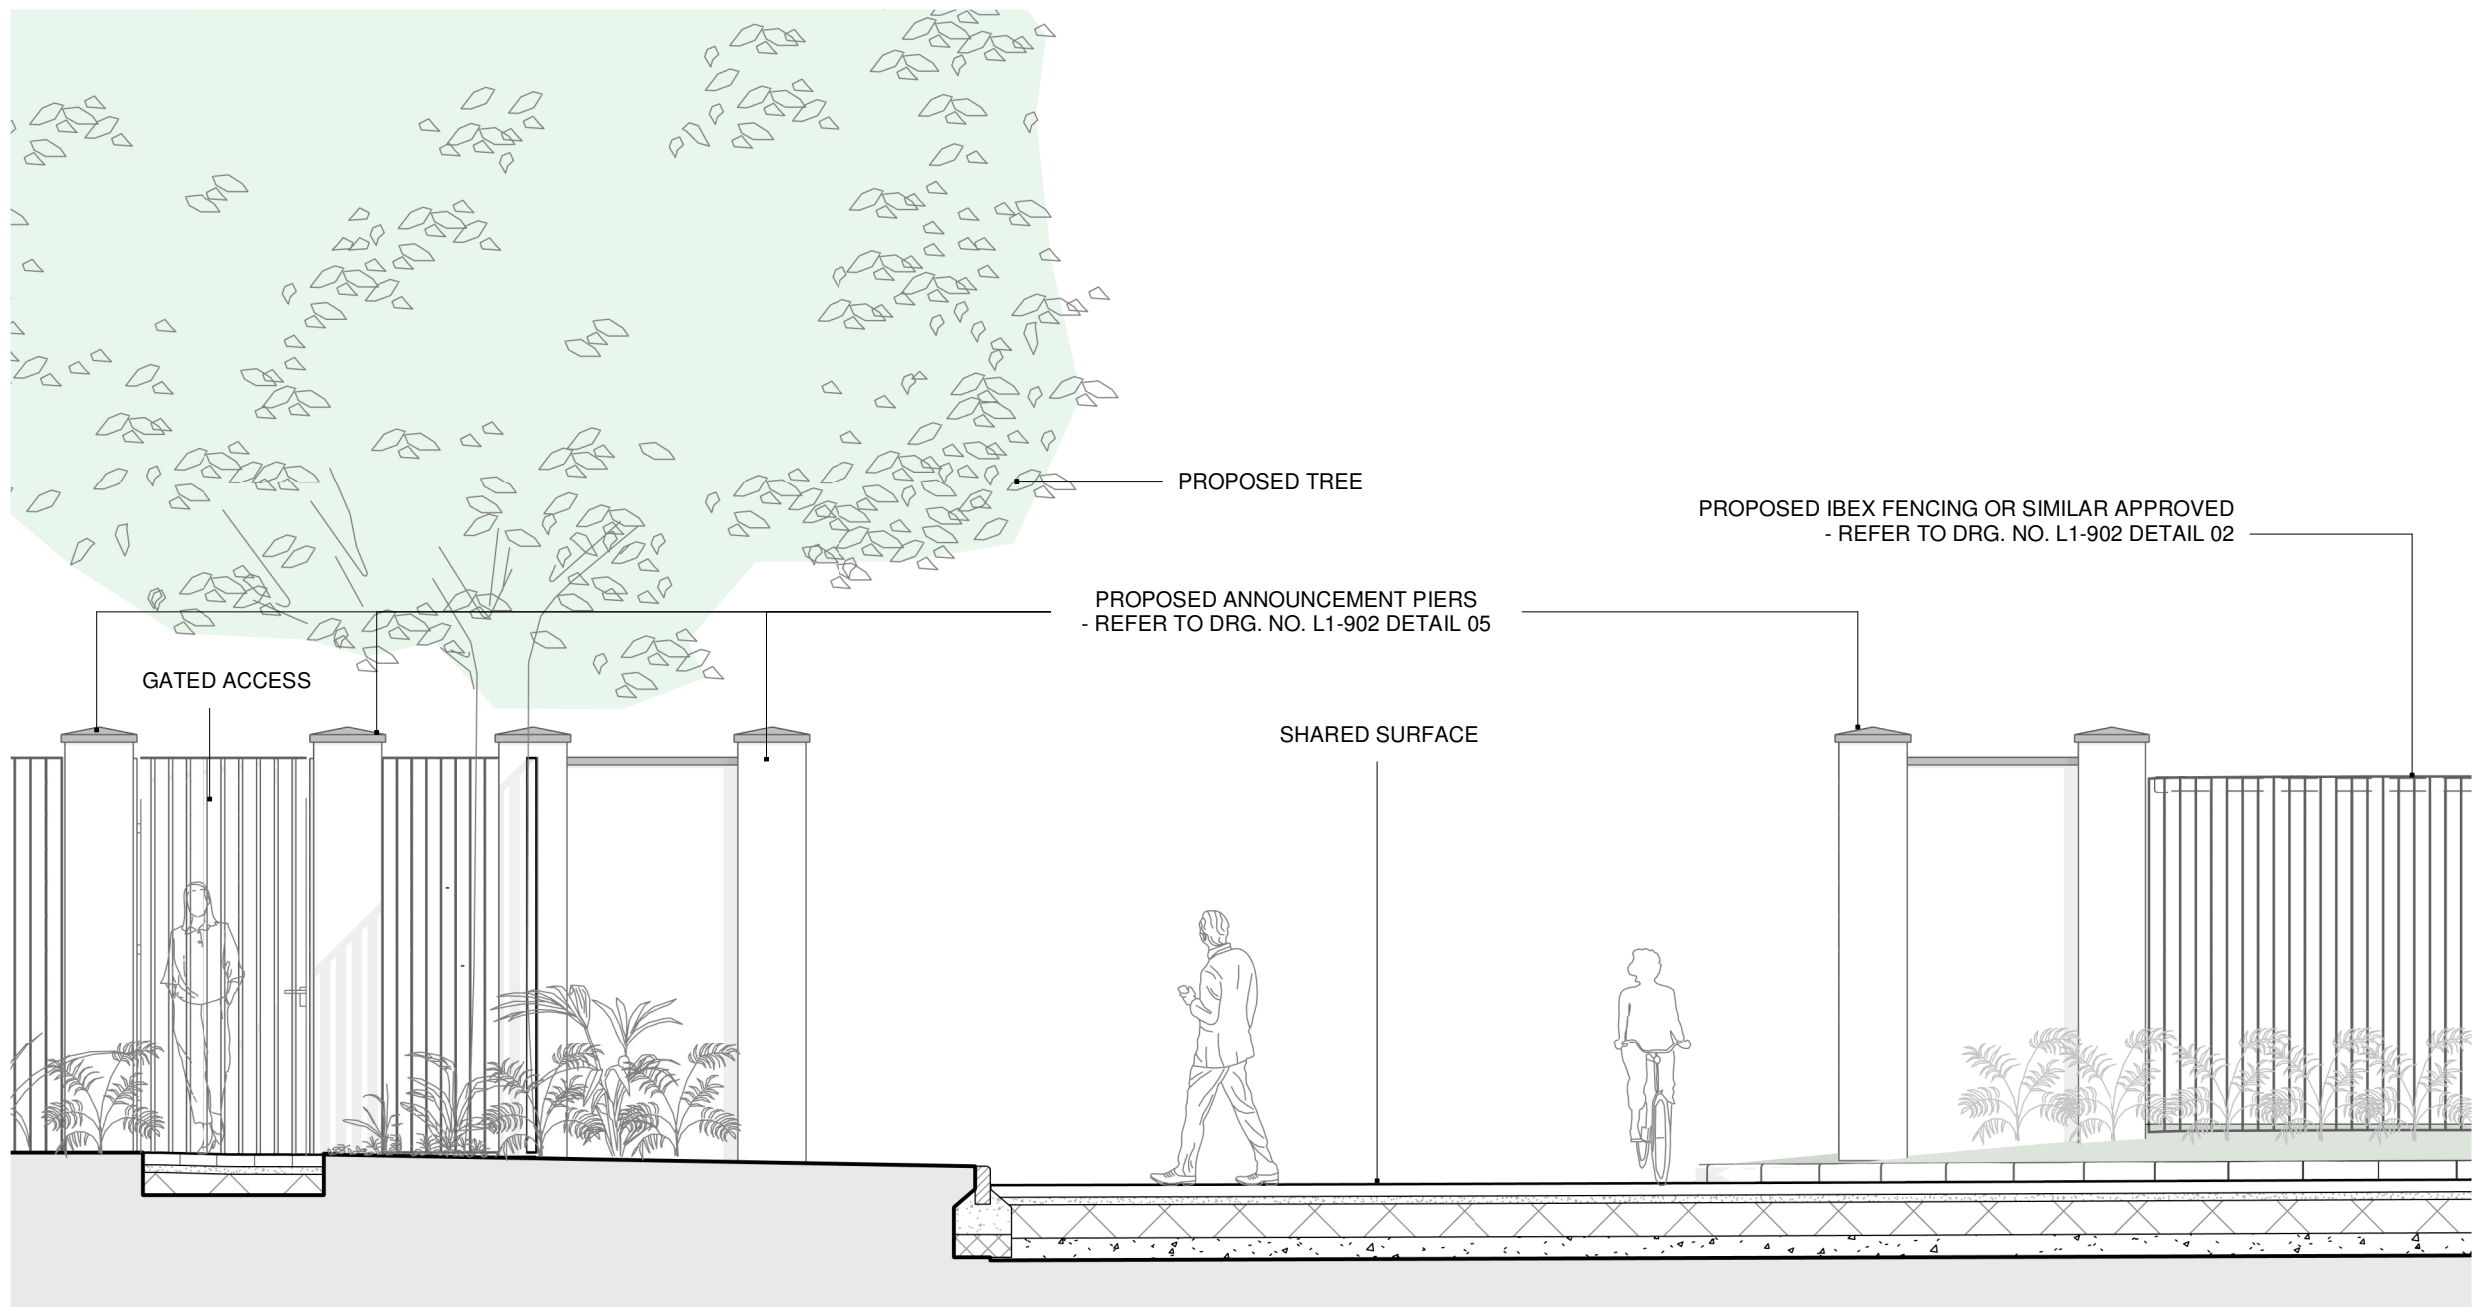 PROPOSED TREE
PROPOSED IBEX FENCING OR SIMILAR APPROVED
- REFER TO DRG. NO. L1-902 DETAIL 02
PROPOSED ANNOUNCEMENT PIERS
- REFER TO DRG. NO. L1-902 DETAIL 05
GATED ACCESS
SHARED SURFACE